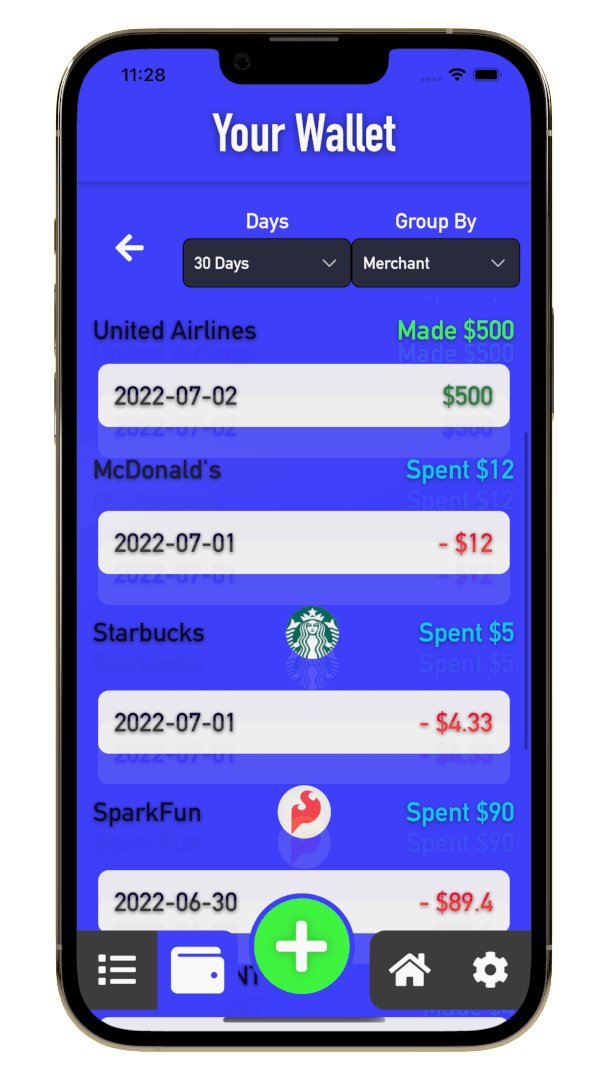 11:28
Your Wallet
Days Group By
30 Days Merchant
United Airlines Made $500
2022-07-02 $500
McDonald's Spent $12
2022-07-01 - $12
Starbucks Spent $5
2022-07-01 - $4.33
SparkFun Spent $90
2022-06-30 - $89.4